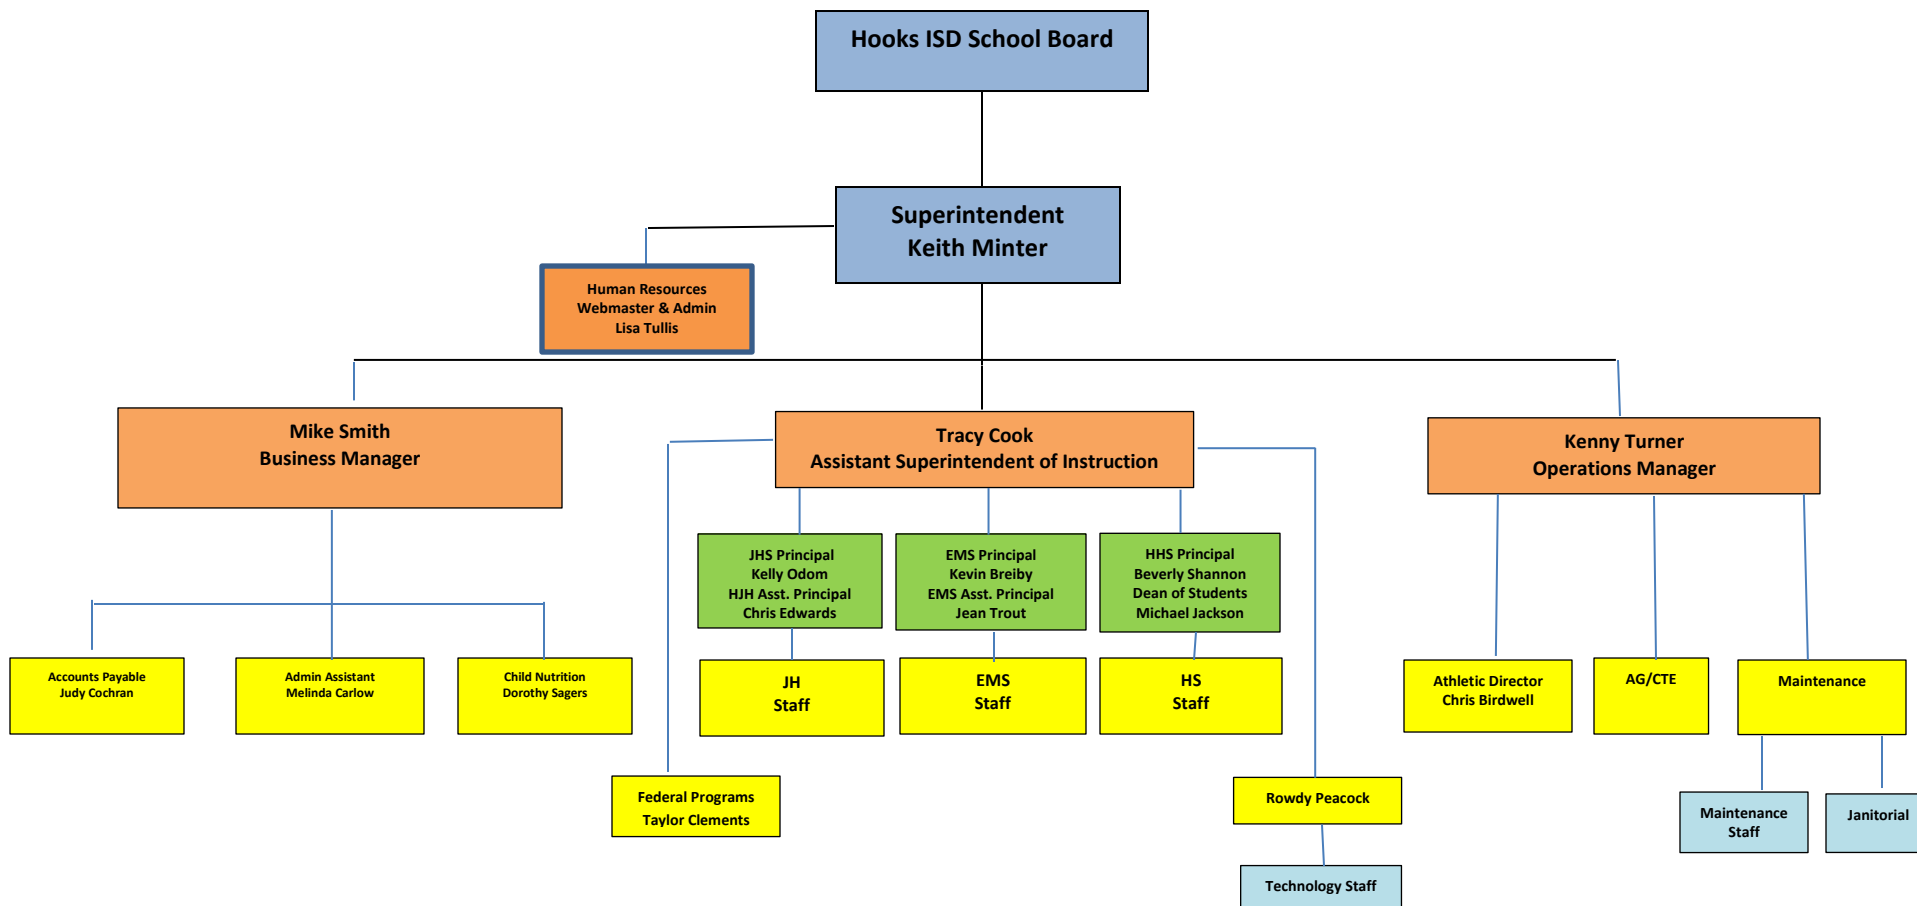 Hooks ISD School Board
Superintendent
Keith Minter
Human Resources
Webmaster & Admin
Lisa Tullis
Mike Smith
Business Manager
Tracy Cook
Assistant Superintendent of Instruction
Kenny Turner
Operations Manager
JHS Principal
Kelly Odom
HJH Asst. Principal
Chris Edwards
EMS Principal
Kevin Breiby
EMS Asst. Principal
Jean Trout
HHS Principal
Beverly Shannon
Dean of Students
Michael Jackson
Accounts Payable
Judy Cochran
Admin Assistant
Melinda Carlow
Child Nutrition
Dorothy Sagers
JH
Staff
EMS
Staff
HS
Staff
Athletic Director
Chris Birdwell
AG/CTE
Maintenance
Federal Programs
Taylor Clements
Rowdy Peacock
Maintenance
Staff
Janitorial
Technology Staff